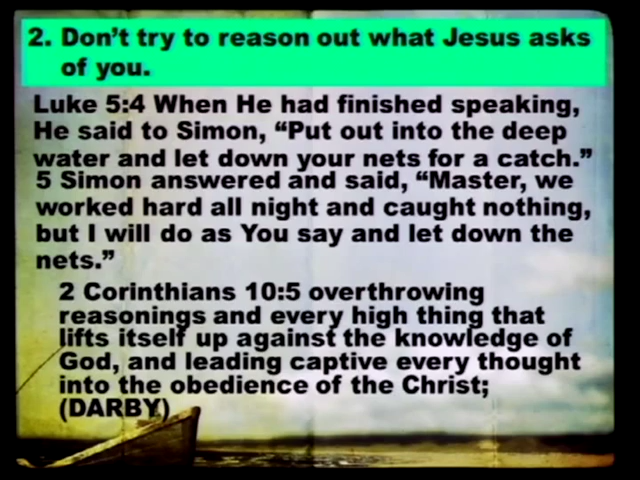 2. Don't try to reason out what Jesus asks
of you.
Luke 5:4 When He had finished speaking,
He said to Simon, “Put out into the deep
water and let down your nets for a catch.”
5 Simon answered and said, “Master, we
worked hard all night and caught nothing,
but I will do as You say and let down the
nets.”
2 Corinthians 10:5 overthrowing
reasonings and every high thing that
lifts itself up against the knowledge of
God, and leading captive every thought
into the obedience of the Christ;
(DARBY)